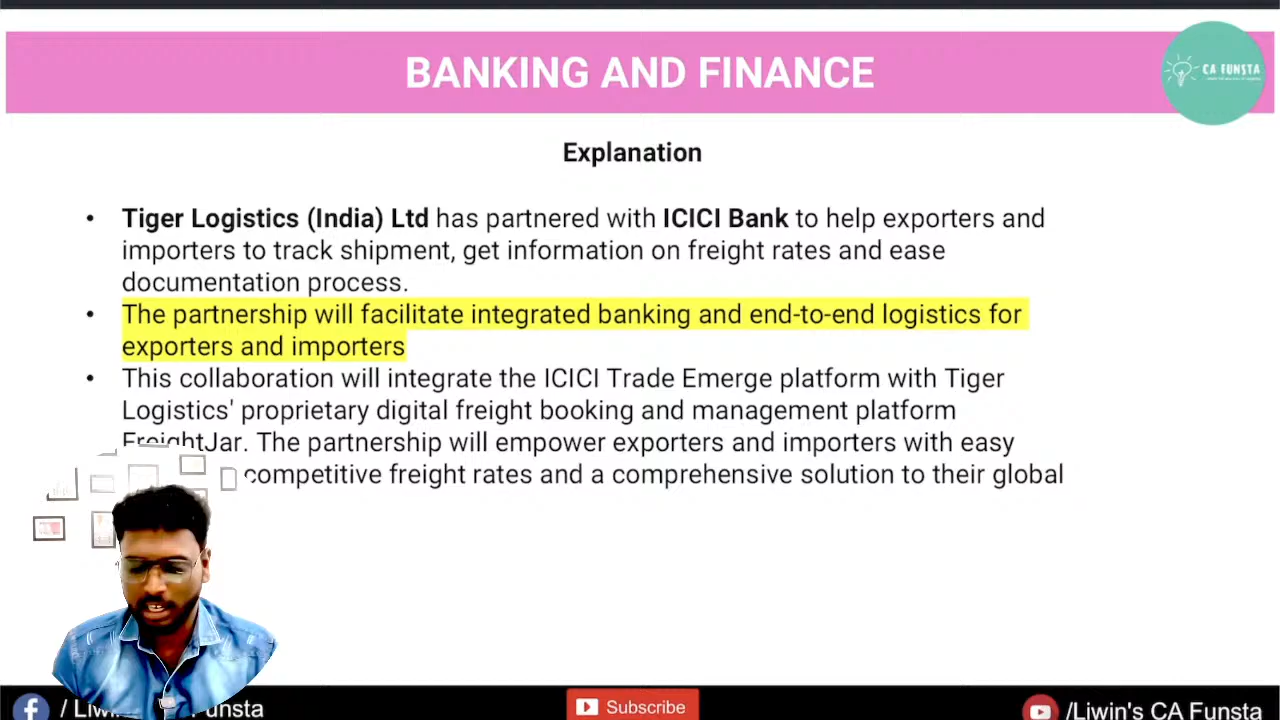 BANKING AND FINANCE
CA FUNSTA
Explanation
• Tiger Logistics (India) Ltd has partnered with ICICI Bank to help exporters and
importers to track shipment, get information on freight rates and ease
documentation process.
• The partnership will facilitate integrated banking and end-to-end logistics for
exporters and importers
• This collaboration will integrate the ICICI Trade Emerge platform with Tiger
Logistics' proprietary digital freight booking and management platform
FreightJar. The partnership will empower exporters and importers with easy
competitive freight rates and a comprehensive solution to their global
Subscribe
/Liwin's CA Funsta